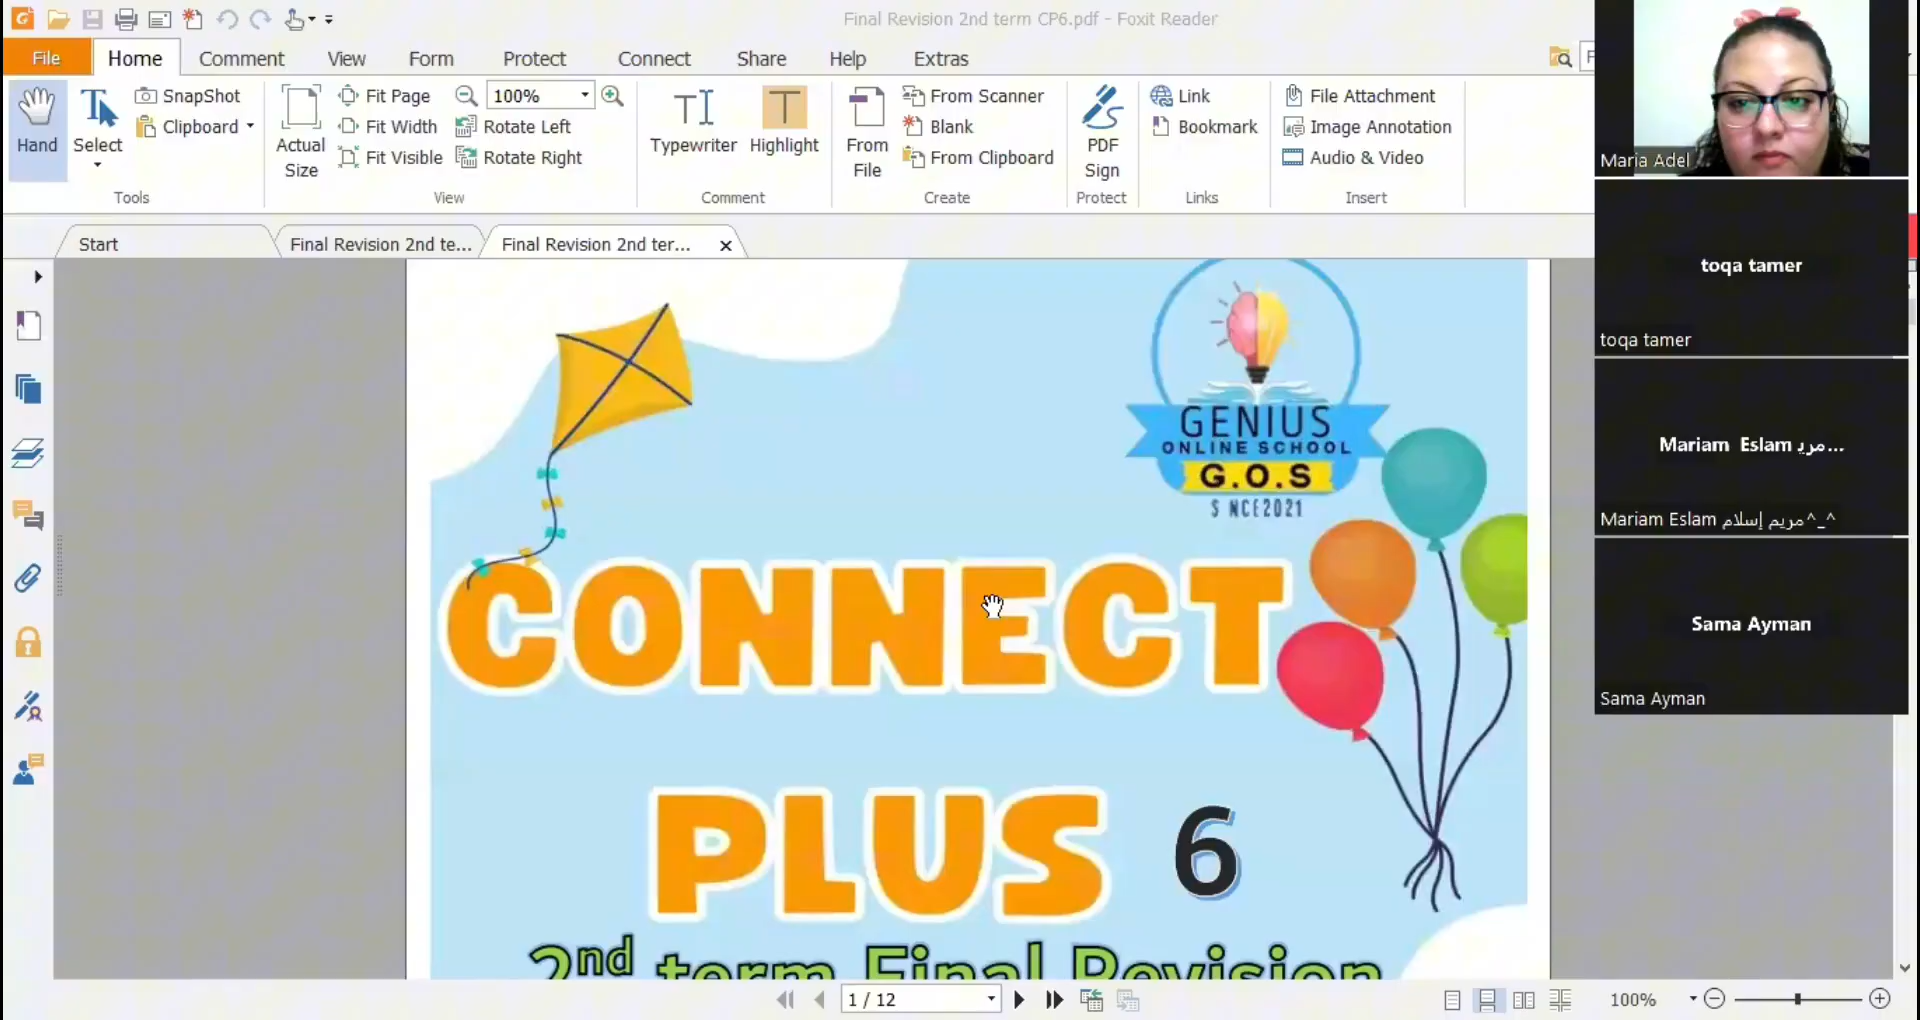 Final Revision 2nd term CP6.pdf - Foxit Reader
File Home Comment View Form Protect Connect Share Help Extras
Hand
Select
SnapShot
Clipboard
Tools
Actual Size
Fit Page
Fit Width
Fit Visible
100%
Rotate Left
Rotate Right
View
Typewriter
Highlight
Comment
From File
From Scanner
Blank
From Clipboard
Create
PDF Sign
Protect
Link
Bookmark
Links
File Attachment
Image Annotation
Audio & Video
Insert
Start
Final Revision 2nd te...
Final Revision 2nd ter...
GENIUS
ONLINE SCHOOL
G.O.S
S NCE2021
CONNECT
PLUS 6
2nd term Final Revision
Maria Adel
toqa tamer
toqa tamer
Mariam Eslam مري...
Mariam Eslam مريم إسلام^_^
Sama Ayman
Sama Ayman
1 / 12
100%